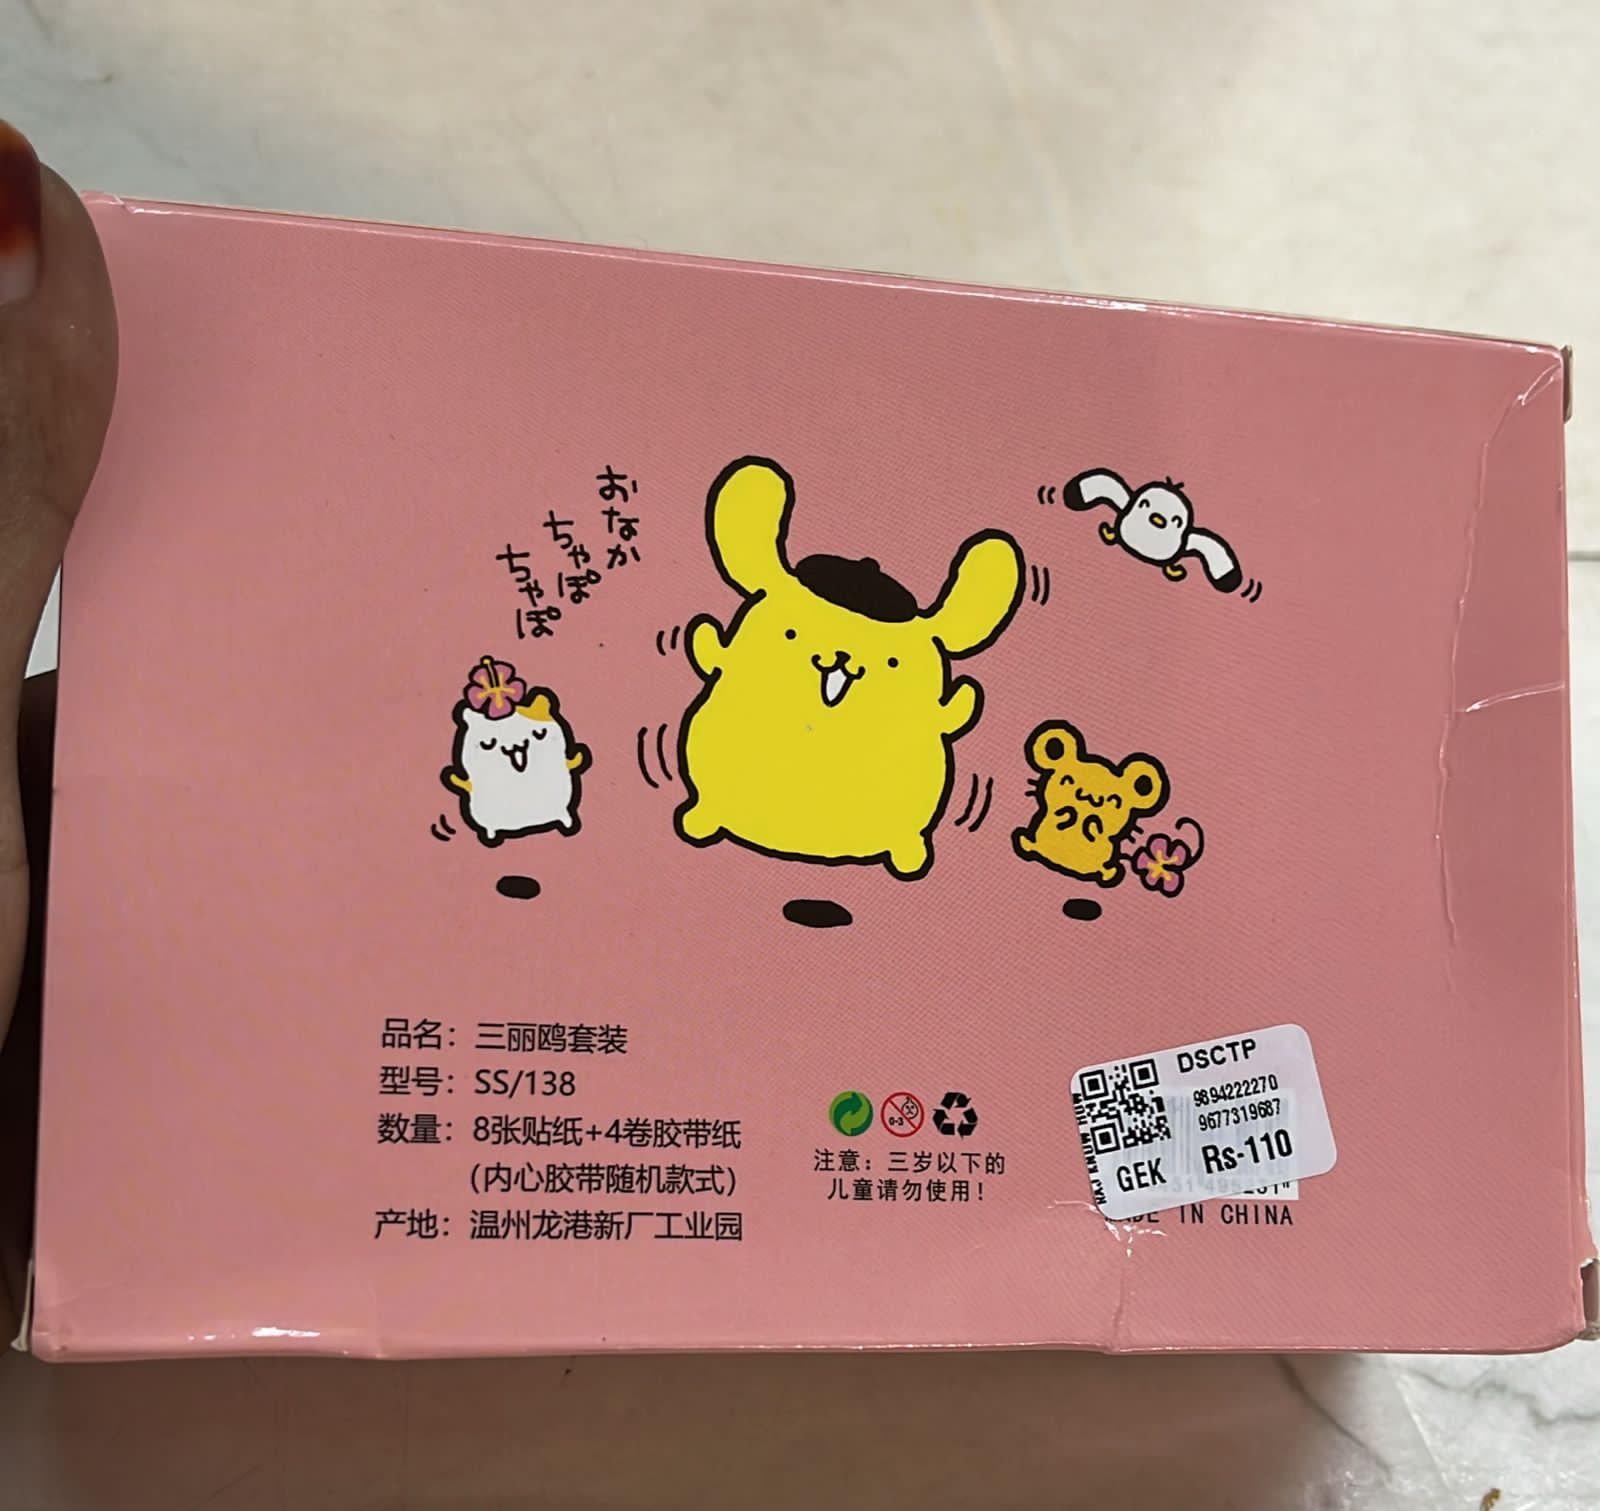 おなか
ちゃぽ
ちゃぽ
品名：三丽鸥套装
型号：SS/138
数量：8张贴纸+4卷胶带纸
（内心胶带随机款式）
产地：温州龙港新厂工业园
0-3
注意：三岁以下的
儿童请勿使用！
DSCTP
9894222270
9677319687
Rs-110
GEK
MADE IN CHINA